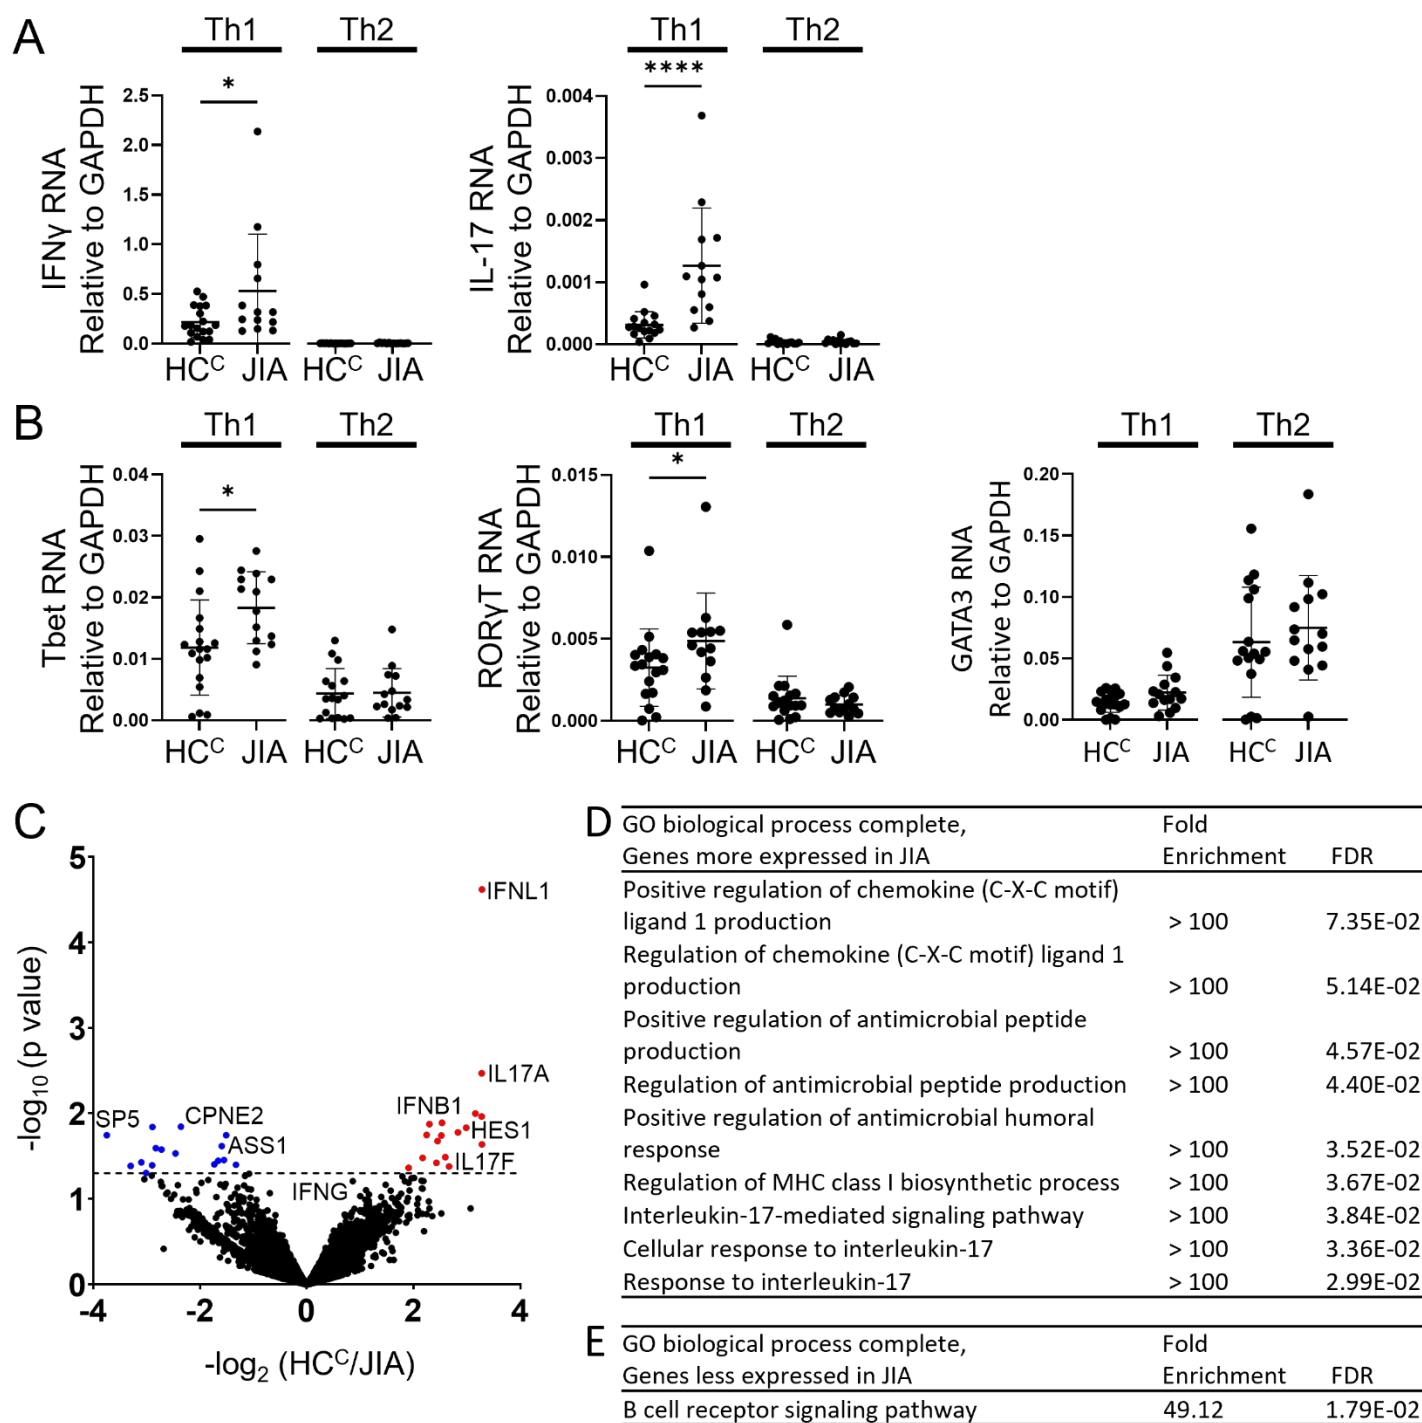 A
Th1 Th2
*
IFNγ RNA
Relative to GAPDH
2.5
2.0
1.5
1.0
0.5
0.0
HCᶜ JIA HCᶜ JIA
Th1 Th2
****
IL-17 RNA
Relative to GAPDH
0.004
0.003
0.002
0.001
0.000
HCᶜ JIA HCᶜ JIA
B
Th1 Th2
*
Tbet RNA
Relative to GAPDH
0.04
0.03
0.02
0.01
0.00
HCᶜ JIA HCᶜ JIA
Th1 Th2
*
RORγT RNA
Relative to GAPDH
0.015
0.010
0.005
0.000
HCᶜ JIA HCᶜ JIA
Th1 Th2
GATA3 RNA
Relative to GAPDH
0.20
0.15
0.10
0.05
0.00
HCᶜ JIA HCᶜ JIA
C
-log₁₀ (p value)
5
4
3
2
1
0
IFNL1
IL17A
IFNB1
HES1
IL17F
IFNG
SP5
CPNE2
ASS1
-4 -2 0 2 4
-log₂ (HCᶜ/JIA)
D
GO biological process complete, Fold
Genes more expressed in JIA Enrichment FDR
Positive regulation of chemokine (C-X-C motif)
ligand 1 production > 100 7.35E-02
Regulation of chemokine (C-X-C motif) ligand 1
production > 100 5.14E-02
Positive regulation of antimicrobial peptide
production > 100 4.57E-02
Regulation of antimicrobial peptide production > 100 4.40E-02
Positive regulation of antimicrobial humoral
response > 100 3.52E-02
Regulation of MHC class I biosynthetic process > 100 3.67E-02
Interleukin-17-mediated signaling pathway > 100 3.84E-02
Cellular response to interleukin-17 > 100 3.36E-02
Response to interleukin-17 > 100 2.99E-02
E
GO biological process complete, Fold
Genes less expressed in JIA Enrichment FDR
B cell receptor signaling pathway 49.12 1.79E-02